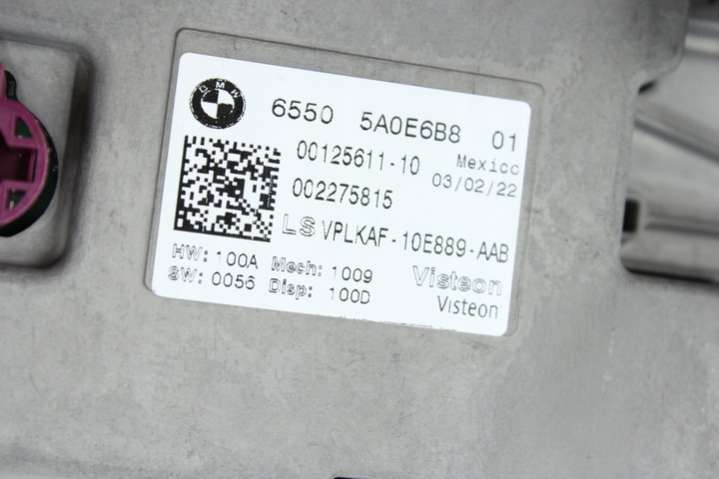 BMW
6550 5A0E6B8 01
00125611-10 Mexico
002275815 03/02/22
LS VPLKAF-10E889-AAB
HW: 100A Mech: 1009 Visteon
SW: 0056 Disp: 100D Visteon